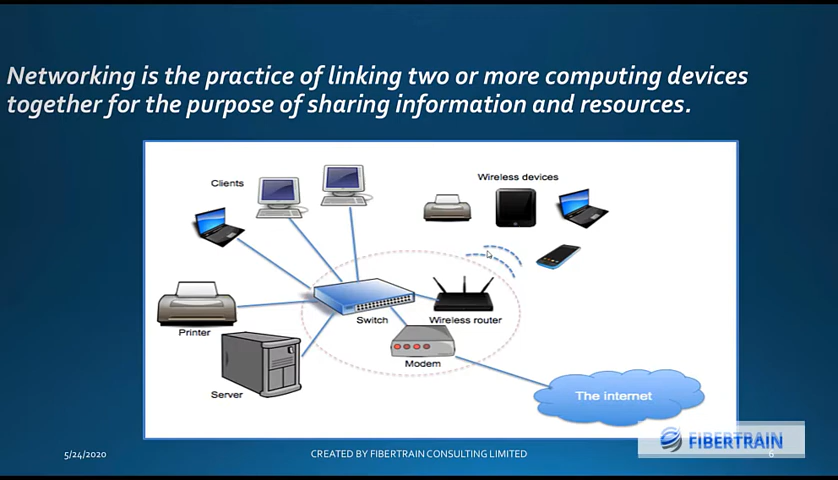 Networking is the practice of linking two or more computing devices
together for the purpose of sharing information and resources.
Clients
Wireless devices
Switch
Wireless router
Printer
Modem
Server
The internet
FIBERTRAIN
5/24/2020
CREATED BY FIBERTRAIN CONSULTING LIMITED
6